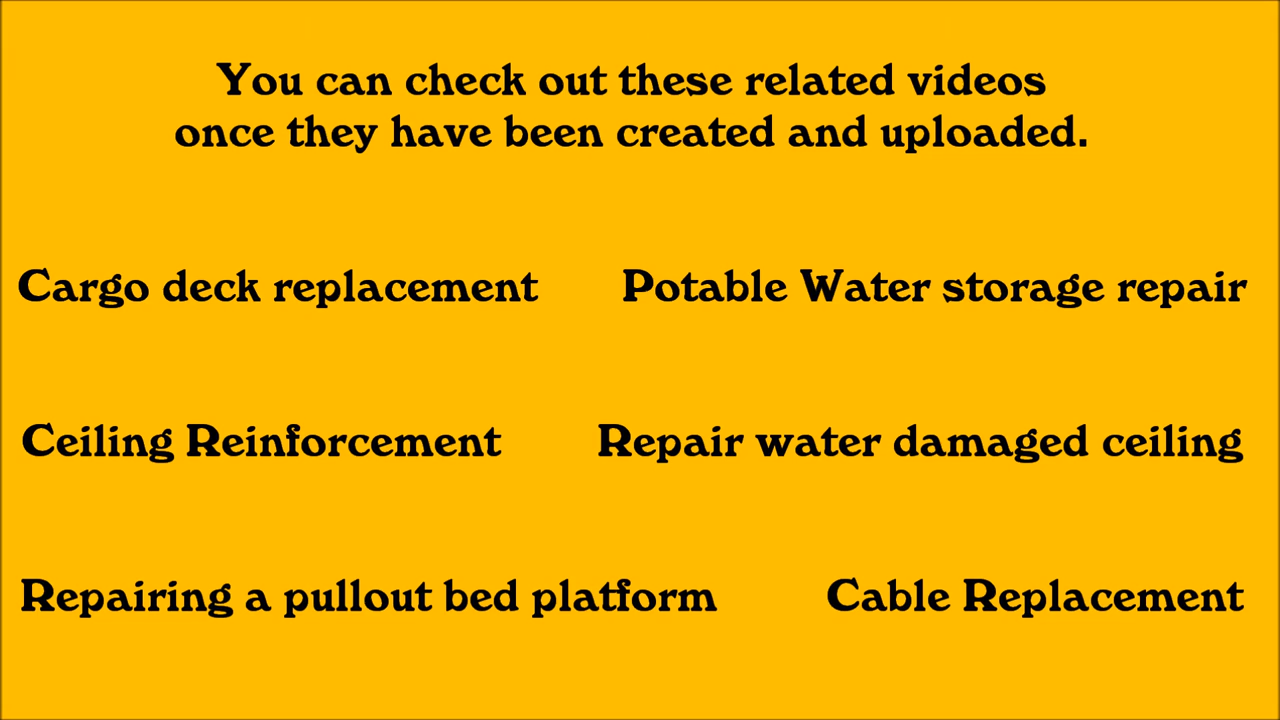 You can check out these related videos
once they have been created and uploaded.
Cargo deck replacement
Potable Water storage repair
Ceiling Reinforcement
Repair water damaged ceiling
Repairing a pullout bed platform
Cable Replacement